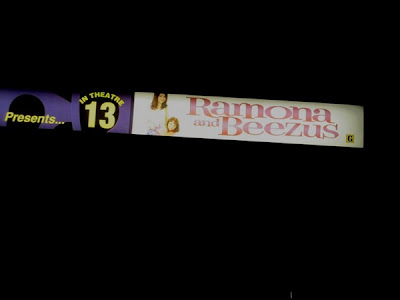 Presents...
IN THEATRE
13
Ramona
and Beezus
G